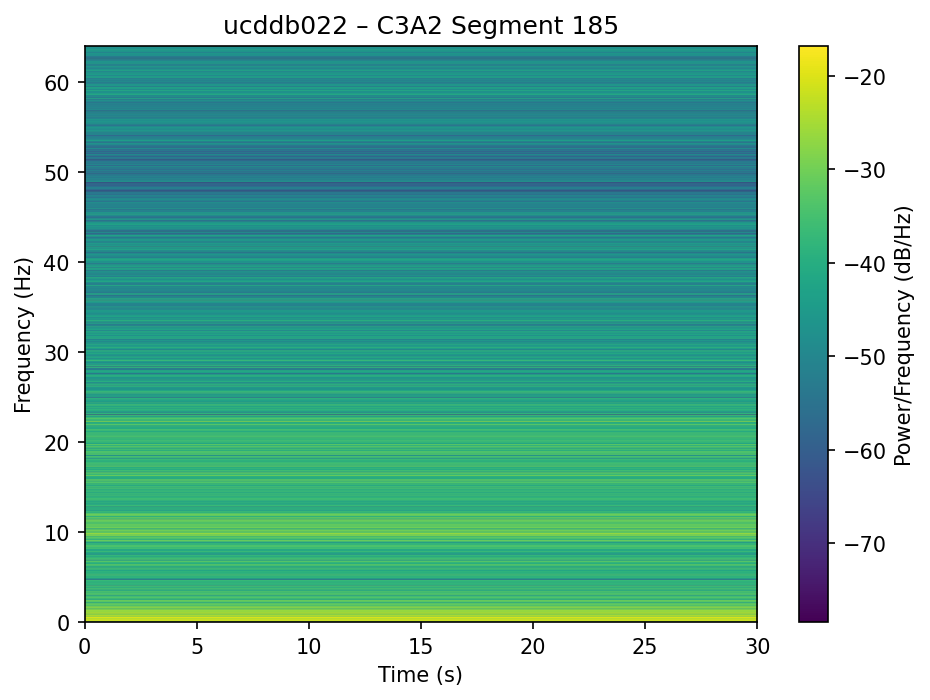 ucddb022 – C3A2 Segment 185
60
50
40
30
20
10
0
Frequency (Hz)
0 5 10 15 20 25 30
Time (s)
−20
−30
−40
−50
−60
−70
Power/Frequency (dB/Hz)